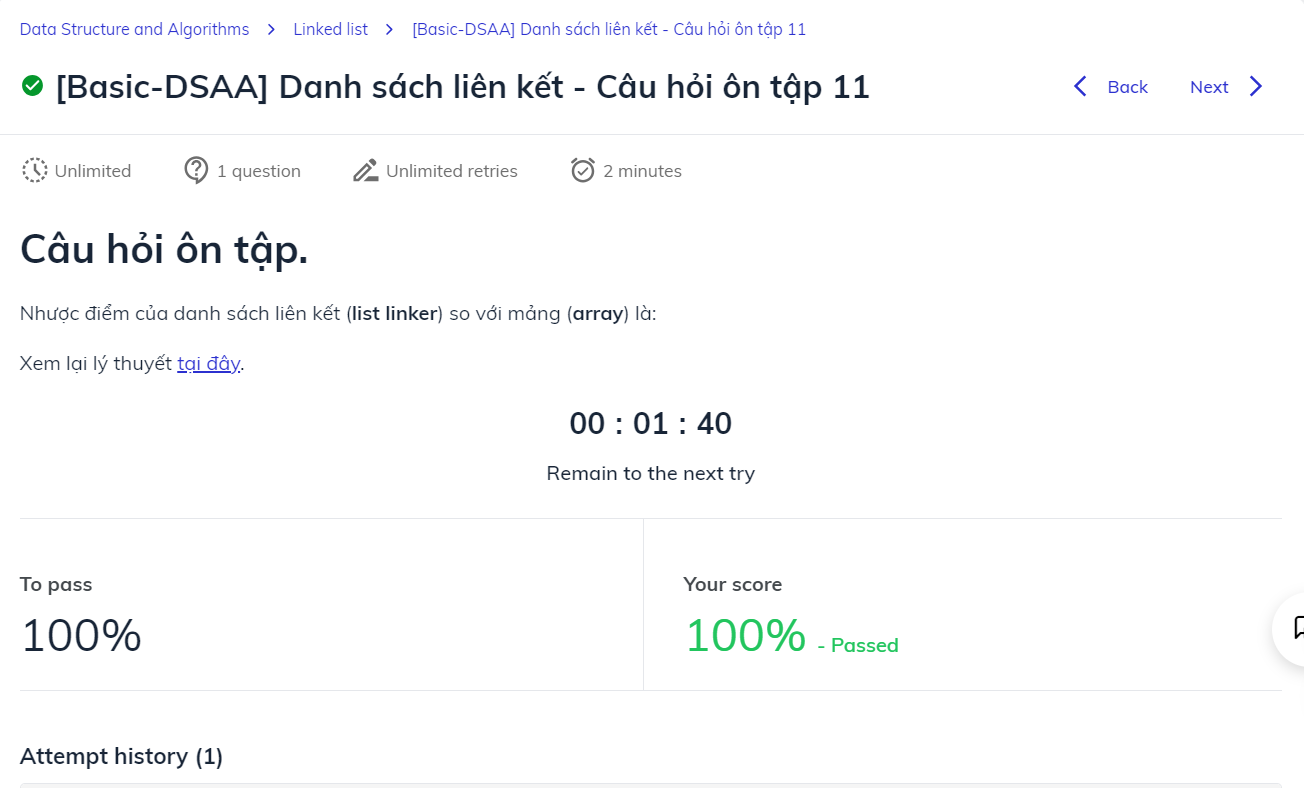 Data Structure and Algorithms > Linked list > [Basic-DSAA] Danh sách liên kết - Câu hỏi ôn tập 11
[Basic-DSAA] Danh sách liên kết - Câu hỏi ôn tập 11
Back Next
Unlimited 1 question Unlimited retries 2 minutes
Câu hỏi ôn tập.
Nhược điểm của danh sách liên kết (list linker) so với mảng (array) là:
Xem lại lý thuyết tại đây.
00 : 01 : 40
Remain to the next try
To pass
100%
Your score
100% - Passed
Attempt history (1)